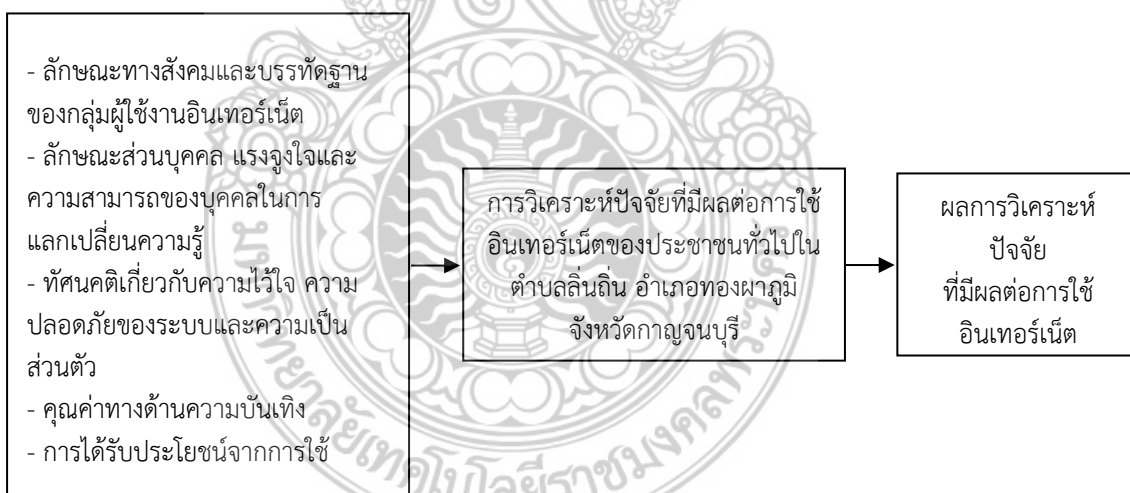 - ลักษณะทางสังคมและบรรทัดฐาน
ของกลุ่มผู้ใช้งานอินเทอร์เน็ต
- ลักษณะส่วนบุคคล แรงจูงใจและ
ความสามารถของบุคคลในการ
แลกเปลี่ยนความรู้
- ทัศนคติเกี่ยวกับความไว้ใจ ความ
ปลอดภัยของระบบและความเป็น
ส่วนตัว
- คุณค่าทางด้านความบันเทิง
- การได้รับประโยชน์จากการใช้
การวิเคราะห์ปัจจัยที่มีผลต่อการใช้
อินเทอร์เน็ตของประชาชนทั่วไปใน
ตำบลลิ่นถิ่น อำเภอทองผาภูมิ
จังหวัดกาญจนบุรี
ผลการวิเคราะห์
ปัจจัย
ที่มีผลต่อการใช้
อินเทอร์เน็ต